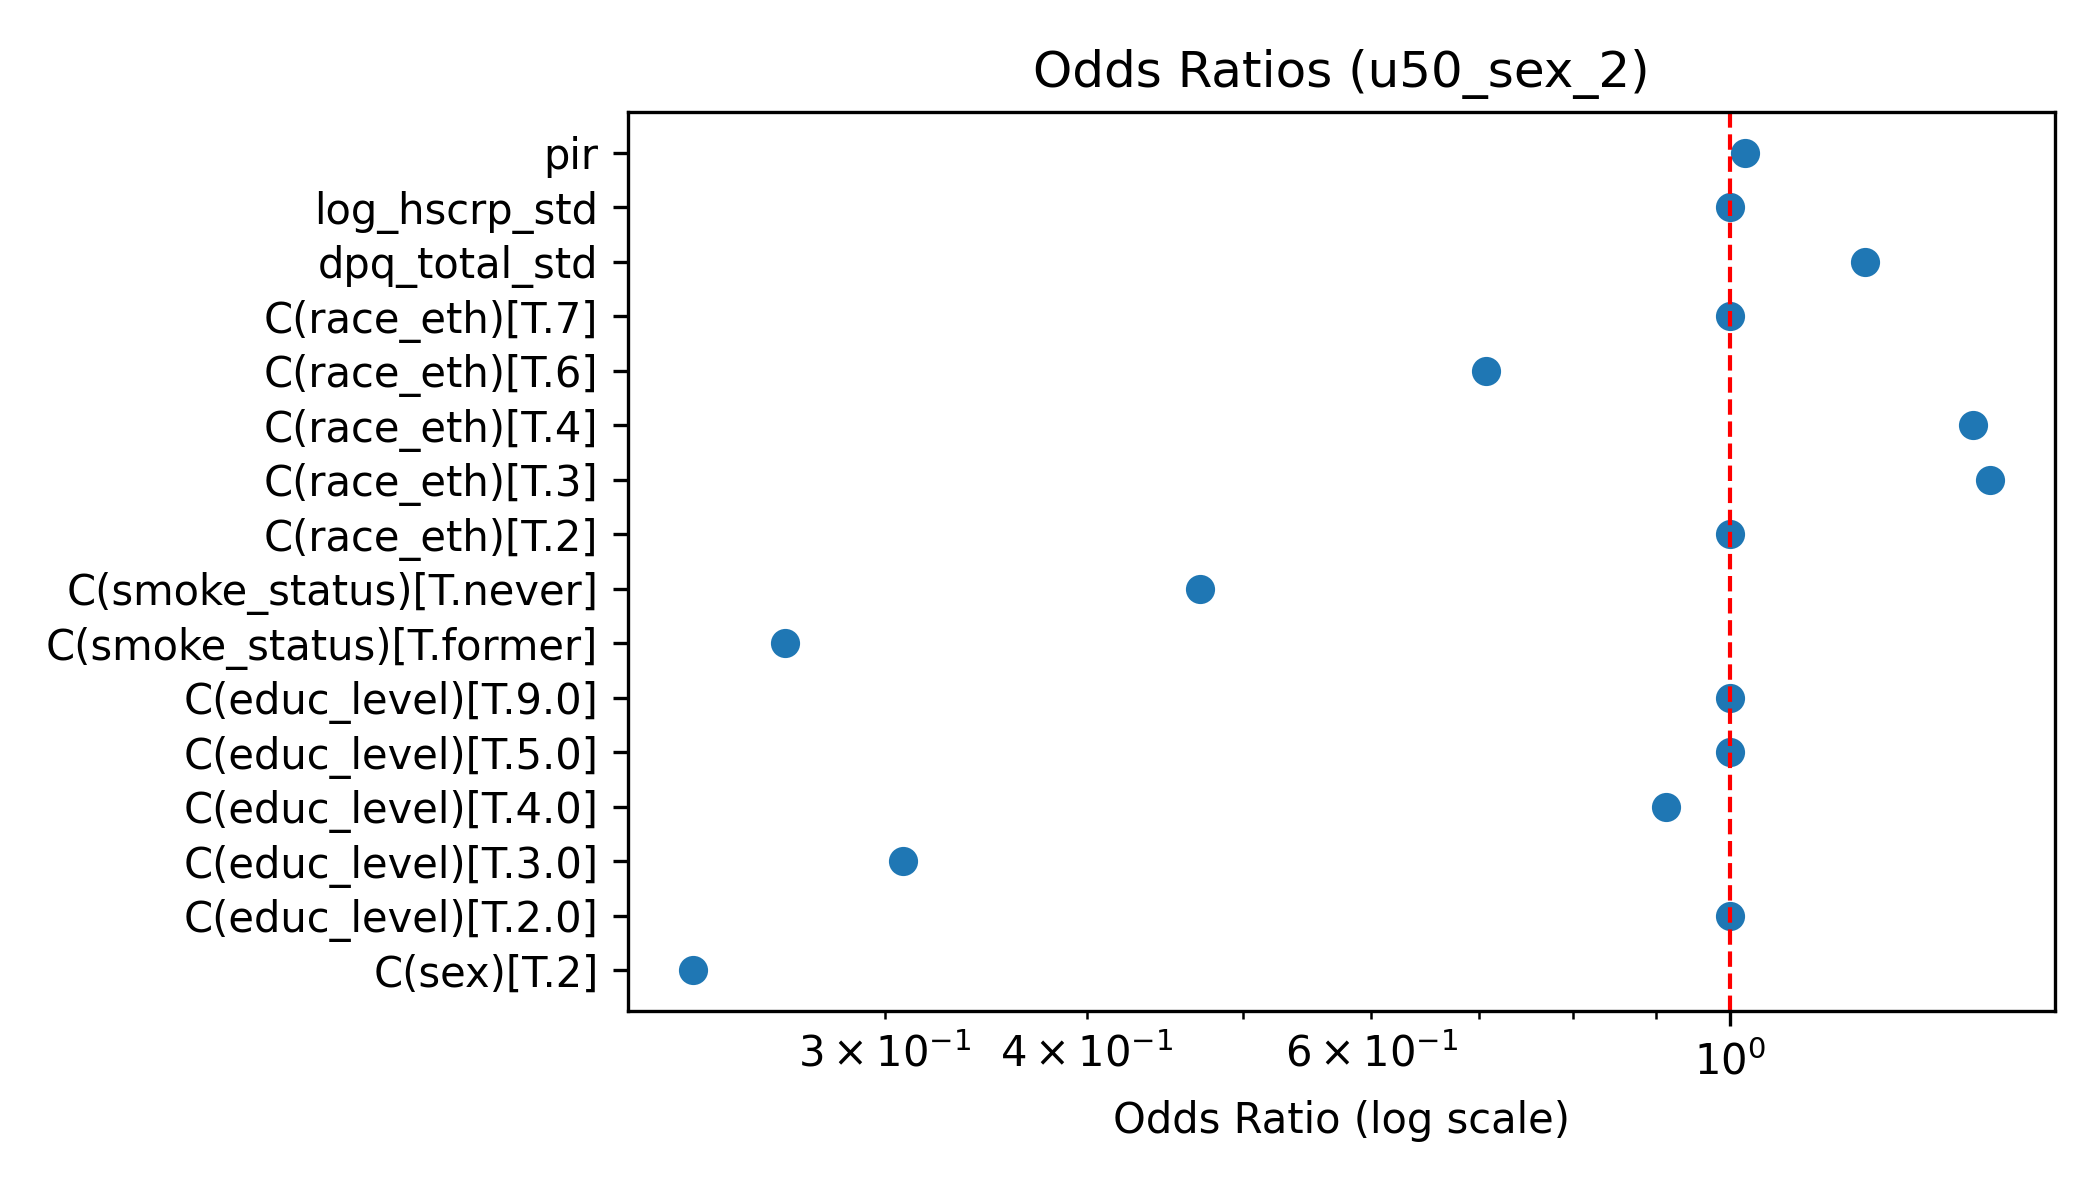 Odds Ratios (u50_sex_2)
pir
log_hscrp_std
dpq_total_std
C(race_eth)[T.7]
C(race_eth)[T.6]
C(race_eth)[T.4]
C(race_eth)[T.3]
C(race_eth)[T.2]
C(smoke_status)[T.never]
C(smoke_status)[T.former]
C(educ_level)[T.9.0]
C(educ_level)[T.5.0]
C(educ_level)[T.4.0]
C(educ_level)[T.3.0]
C(educ_level)[T.2.0]
C(sex)[T.2]
3 × 10⁻¹ 4 × 10⁻¹ 6 × 10⁻¹ 10⁰
Odds Ratio (log scale)